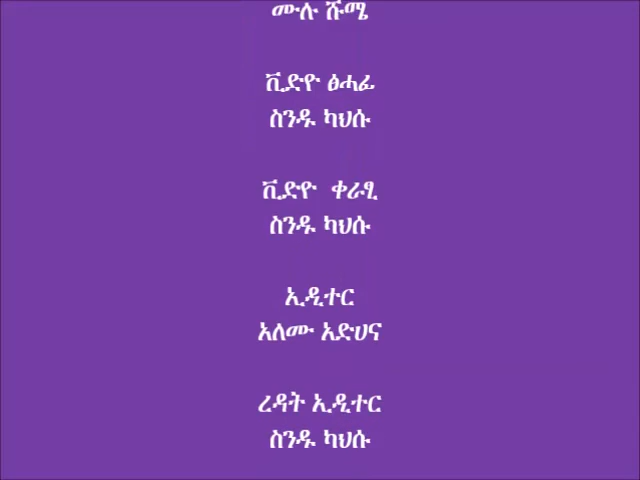 ሙሉ ሹሜ
ቪድዮ ፅሓፊ
ስንዱ ካህሱ
ቪድዮ ቀራፂ
ስንዱ ካህሱ
ኢዲተር
አለሙ አድሀና
ረዳት ኢዲተር
ስንዱ ካህሱ